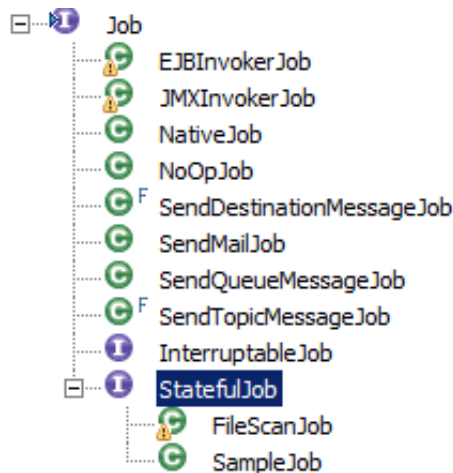 I Job
C EJBInvokerJob
C JMXInvokerJob
C NativeJob
C NoOpJob
C F SendDestinationMessageJob
C SendMailJob
C SendQueueMessageJob
C F SendTopicMessageJob
I InterruptableJob
I StatefulJob
C FileScanJob
C SampleJob